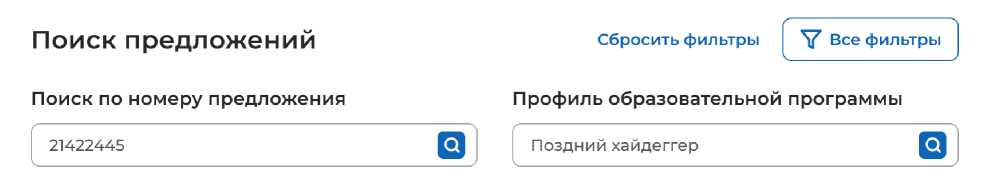 Поиск предложений
Сбросить фильтры
Все фильтры
Поиск по номеру предложения
Профиль образовательной программы
21422445
Поздний хайдеггер